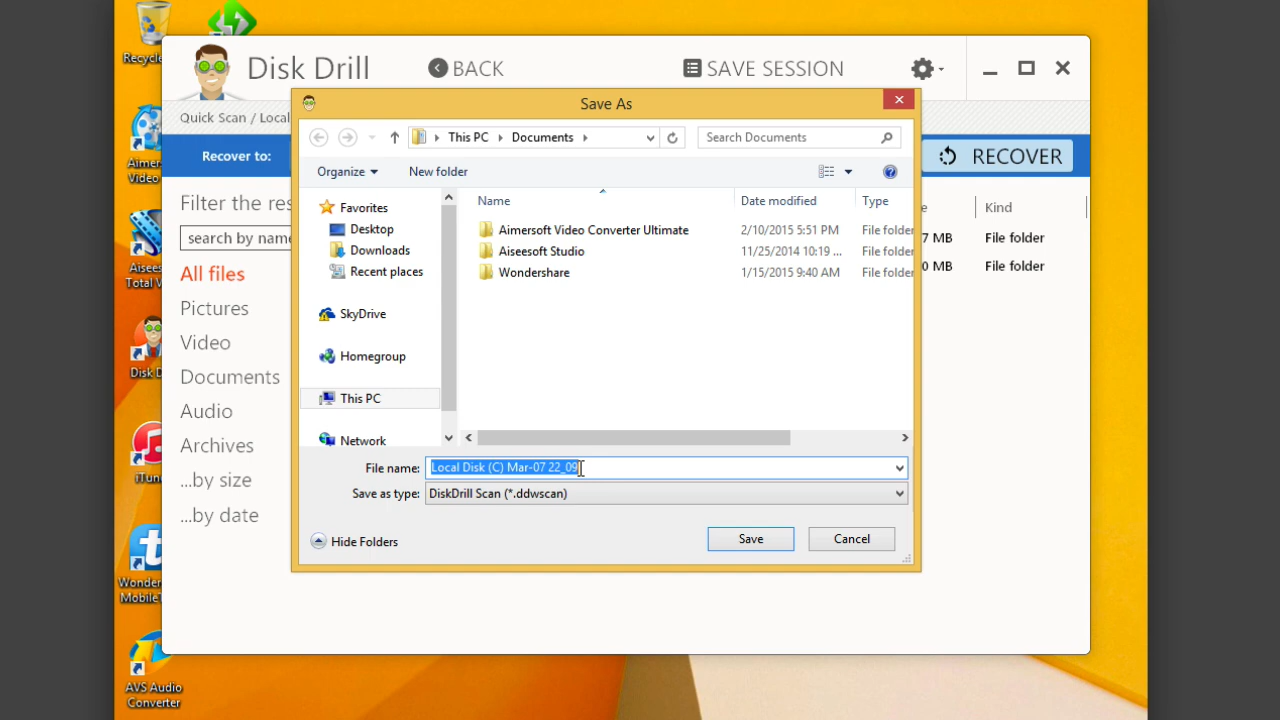 Recycle
Disk Drill
BACK
SAVE SESSION
Quick Scan / Local
Save As
This PC
Documents
Search Documents
Recover to:
RECOVER
Organize
New folder
Filter the res
search by name
Name
Date modified
Type
Kind
Favorites
Desktop
Downloads
Recent places
SkyDrive
Homegroup
This PC
Network
Aimersoft Video Converter Ultimate
2/10/2015 5:51 PM
File folder
Aiseesoft Studio
11/25/2014 10:19 ...
File folder
Wondershare
1/15/2015 9:40 AM
File folder
7 MB
File folder
0 MB
File folder
All files
Pictures
Video
Documents
Audio
Archives
...by size
...by date
File name:
Local Disk (C) Mar-07 22_09
Save as type:
DiskDrill Scan (*.ddwscan)
Hide Folders
Save
Cancel
Aimer
Video
Aisee
Total V
Disk D
iTun
Wonder
MobileT
AVS Audio
Converter